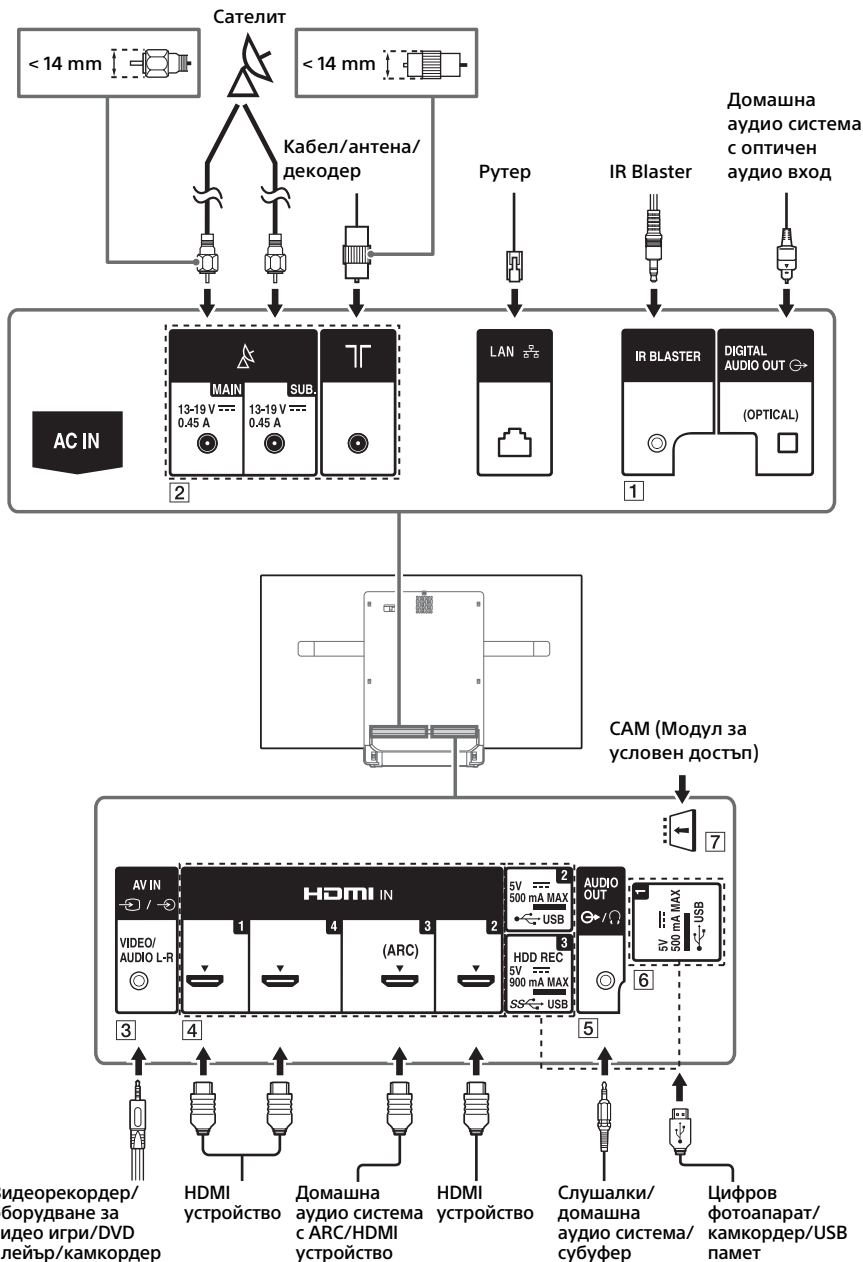 Сателит
< 14 mm
< 14 mm
Кабел/антена/
декодер
Рутер
IR Blaster
Домашна
аудио система
с оптичен
аудио вход
AC IN
MAIN
13-19 V
0.45 A
SUB.
13-19 V
0.45 A
2
LAN
IR BLASTER
1
DIGITAL
AUDIO OUT
(OPTICAL)
CAM (Модул за
условен достъп)
7
AV IN
/
VIDEO/
AUDIO L-R
3
HDMI IN
1
4
3
(ARC)
2
4
2
5V
500 mA MAX
USB
3
HDD REC
5V
900 mA MAX
SS USB
AUDIO
OUT
/
5
1
5V
500 mA MAX
USB
6
Видеорекордер/
оборудване за
видео игри/DVD
плейър/камкордер
HDMI
устройство
Домашна
аудио система
с ARC/HDMI
устройство
HDMI
устройство
Слушалки/
домашна
аудио система/
субуфер
Цифров
фотоапарат/
камкордер/USB
памет